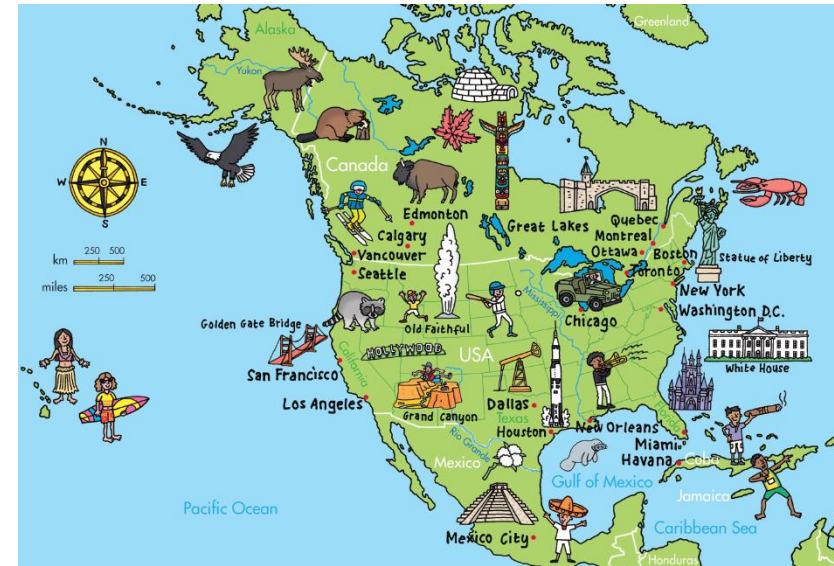 Greenland
Alaska
Yukon
N
W E
S
Canada
Edmonton
Calgary
Vancouver
Seattle
Great Lakes
Quebec
Montreal
Ottawa
Boston
Toronto
Statue of Liberty
New York
Washington D.C.
km 250 500
miles 250 500
Mississippi
Chicago
Old Faithful
Golden Gate Bridge
HOLLYWOOD
USA
White House
California
San Francisco
Los Angeles
Grand Canyon
Dallas
Texas
Houston
New Orleans
Florida
Miami
Havana
Cuba
Rio Grande
Mexico
Gulf of Mexico
Jamaica
Pacific Ocean
Mexico City
Caribbean Sea
Honduras